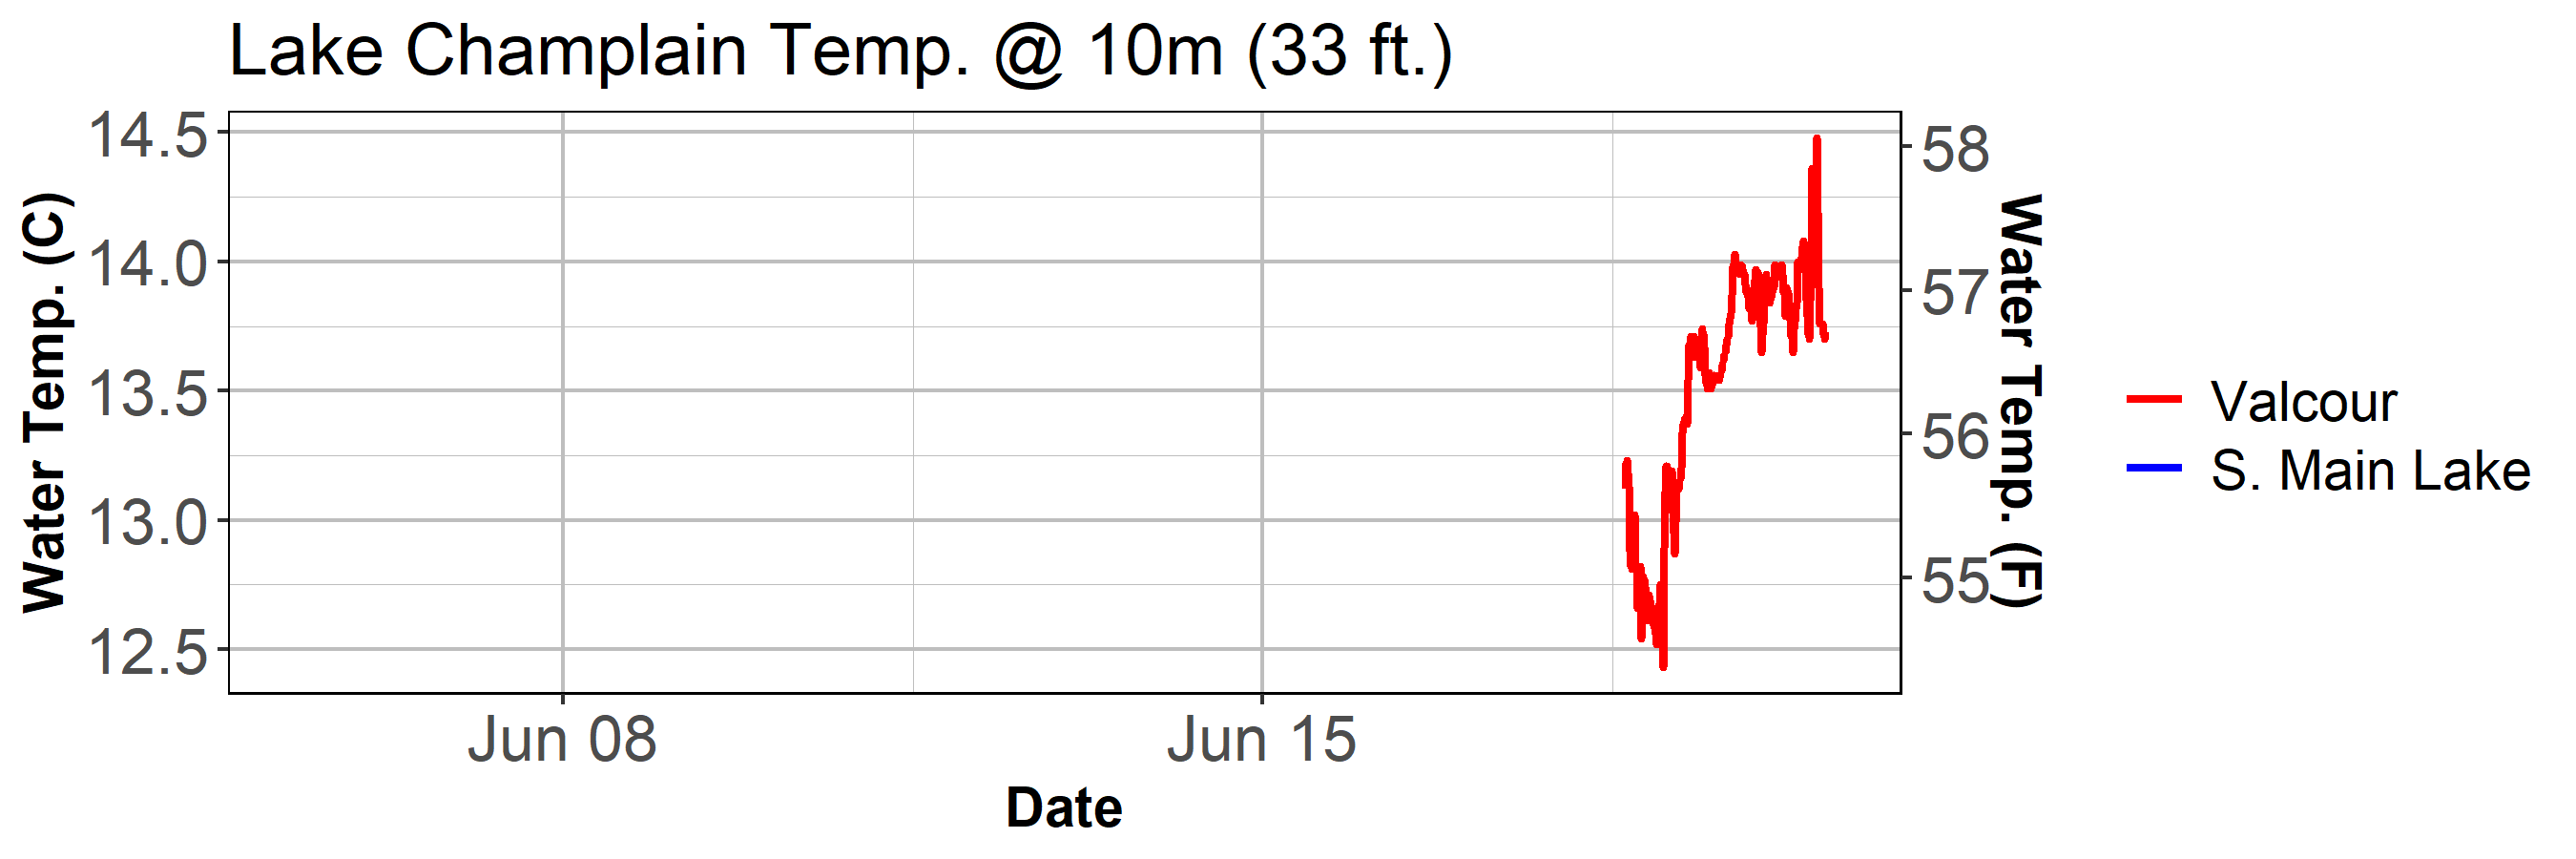 Lake Champlain Temp. @ 10m (33 ft.)
Water Temp. (C)
14.5
14.0
13.5
13.0
12.5
58
57
56
55
Water Temp. (F)
Jun 08
Jun 15
Date
Valcour
S. Main Lake